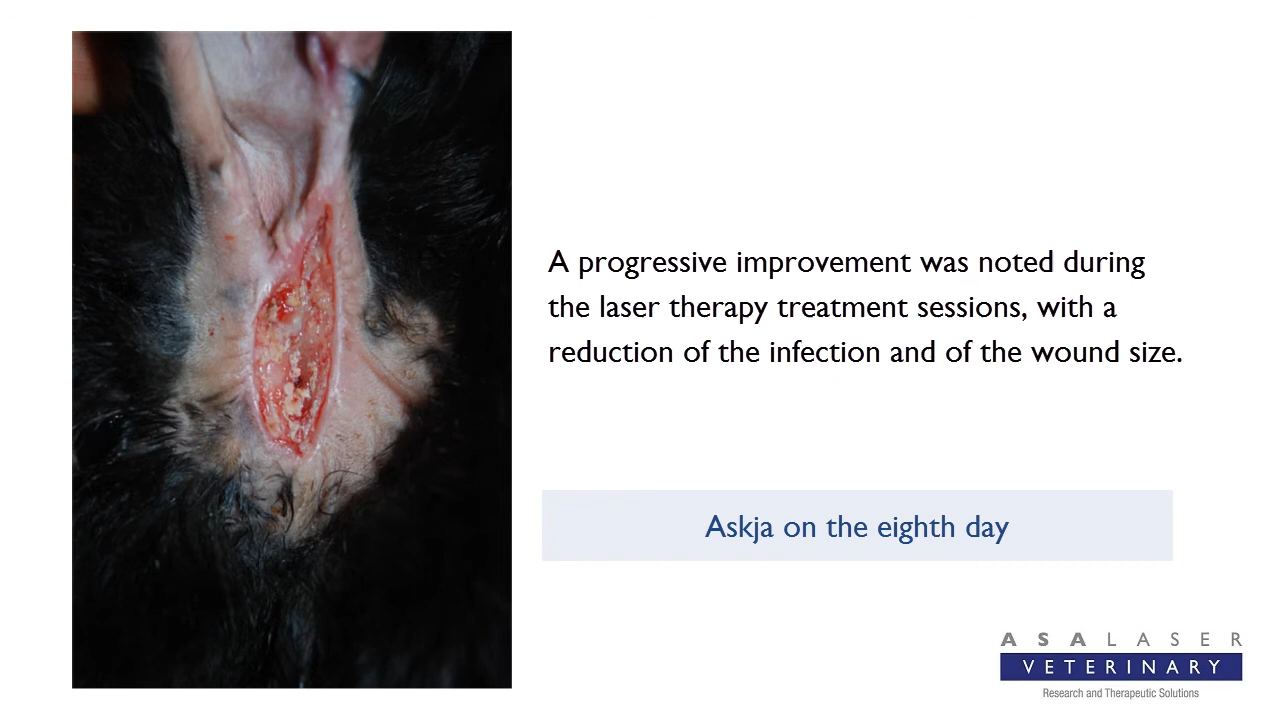 A progressive improvement was noted during
the laser therapy treatment sessions, with a
reduction of the infection and of the wound size.
Askja on the eighth day
ASALASER
VETERINARY
Research and Therapeutic Solutions